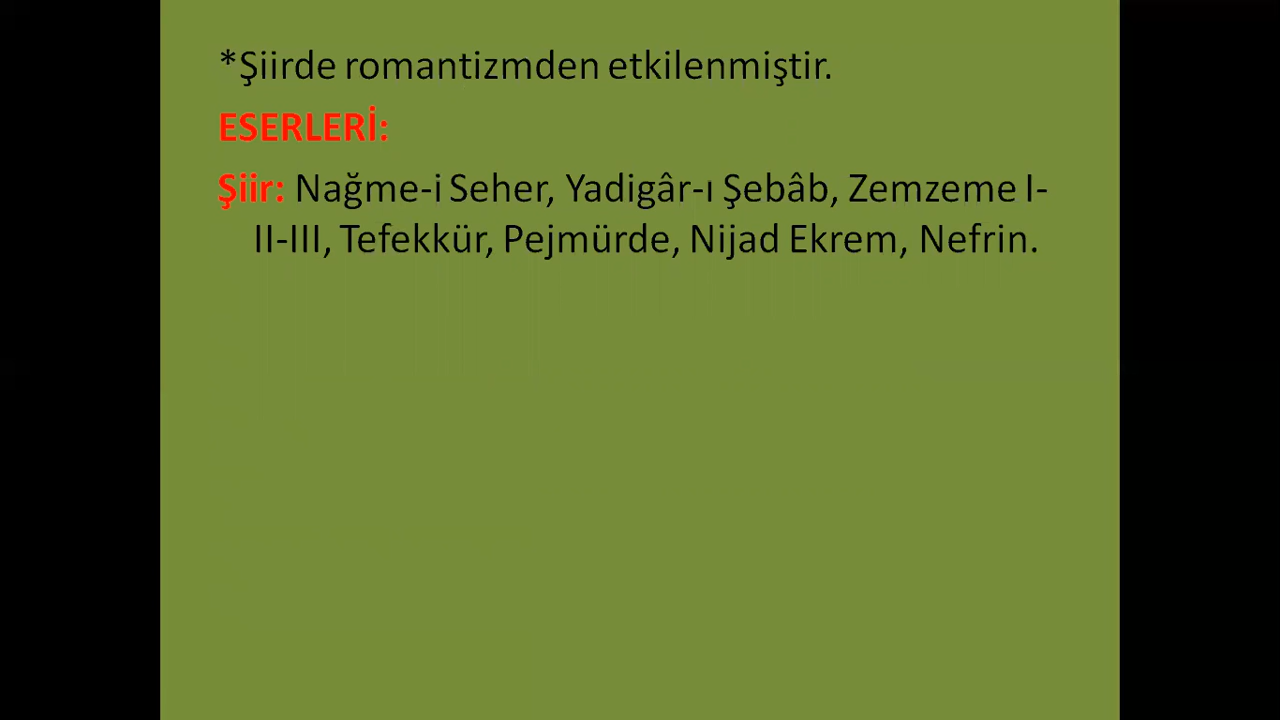 *Şiirde romantizmden etkilenmiştir.
ESERLERİ:
Şiir: Nağme-i Seher, Yadigâr-ı Şebâb, Zemzeme I-
II-III, Tefekkür, Pejmürde, Nijad Ekrem, Nefrin.